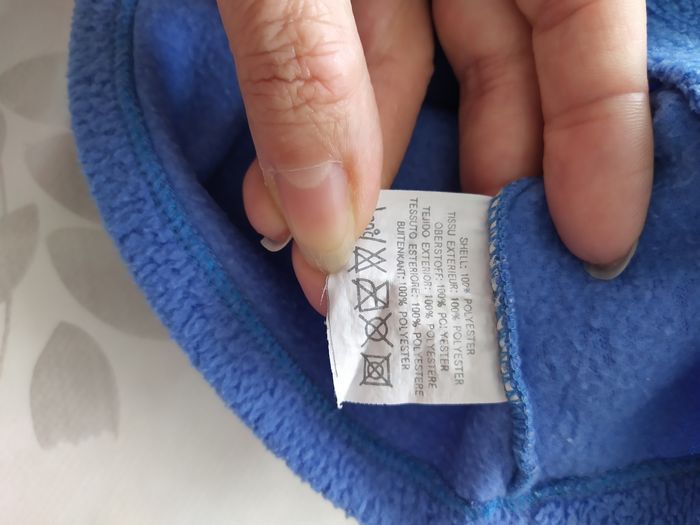 SHELL: 100% POLYESTER
TISSU EXTERIEUR: 100% POLYESTER
OBERSTOFF: 100% POLYESTER
TEJIDO EXTERIOR: 100% POLYESTERE
TESSUTO ESTERIORE: 100% POLYESTERE
BUITENKANT: 100% POLYESTER